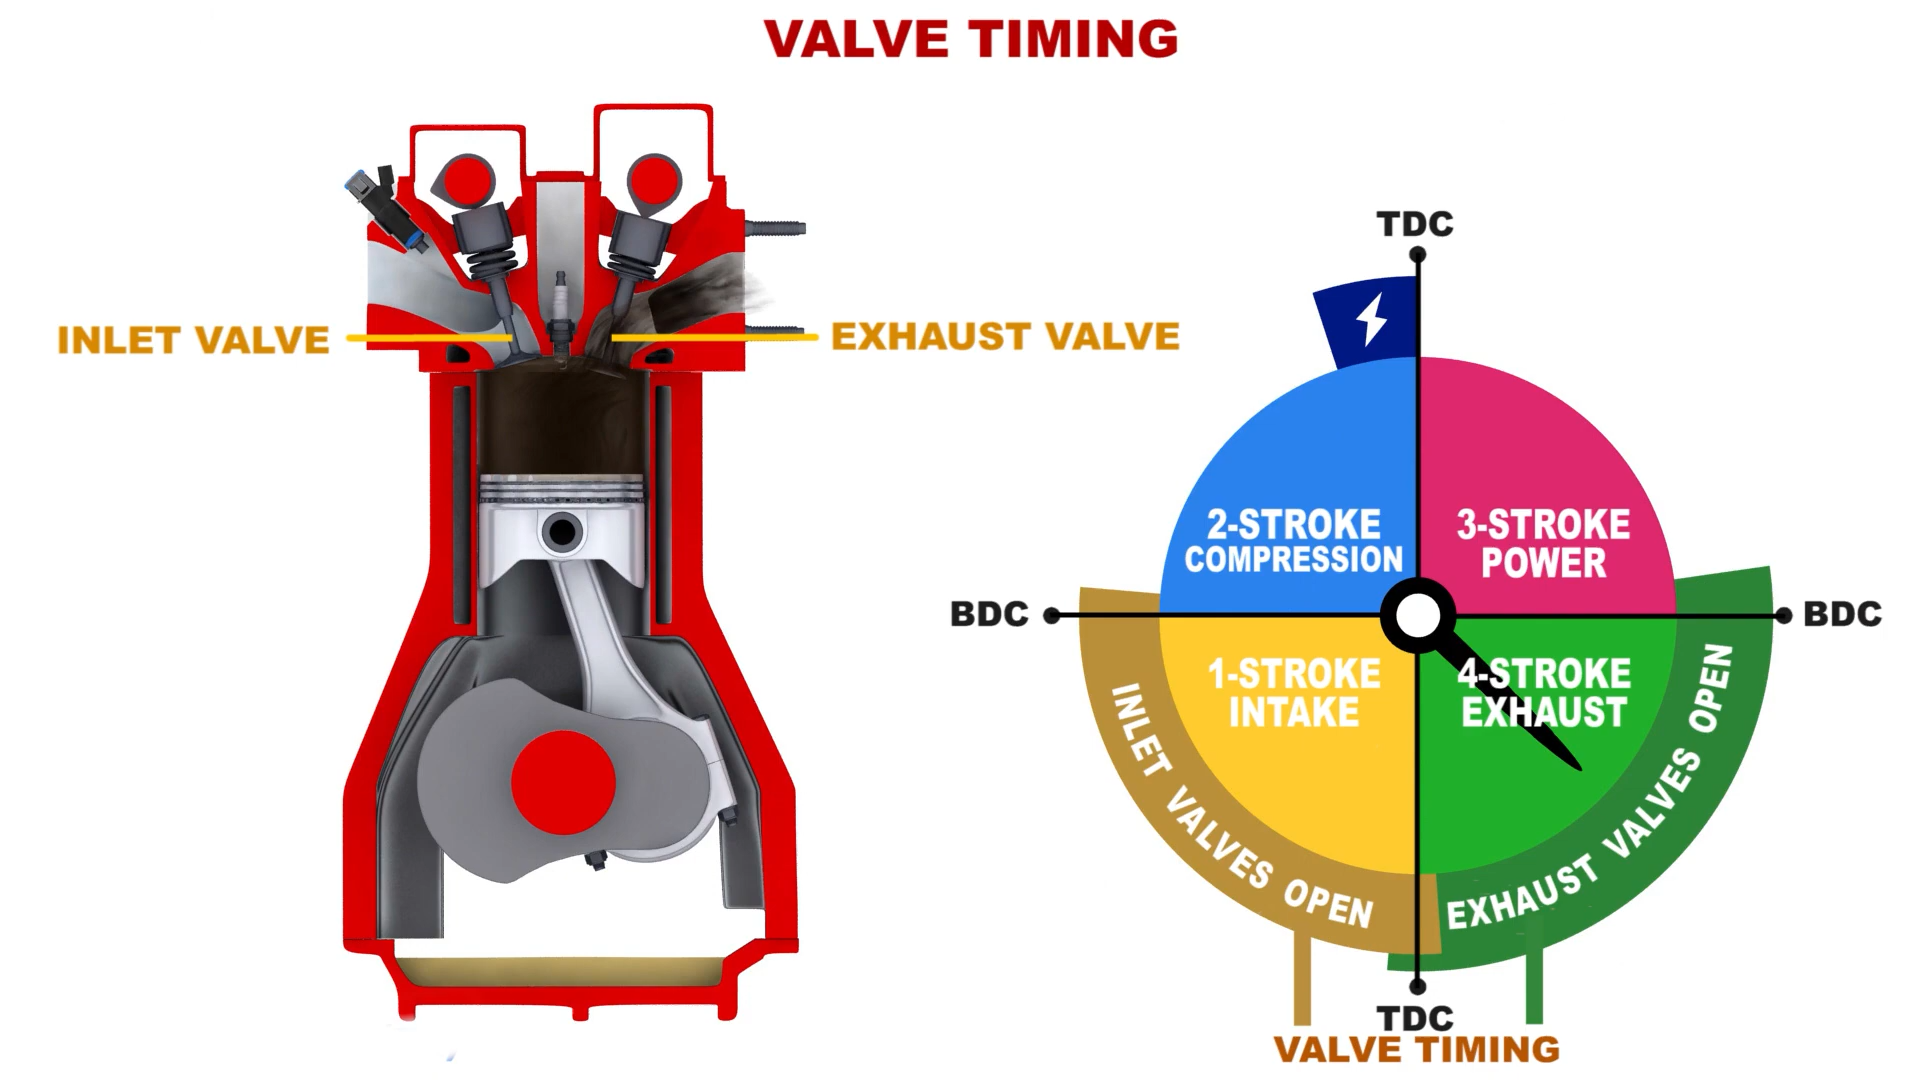 VALVE TIMING
TDC
INLET VALVE
EXHAUST VALVE
2-STROKE
COMPRESSION
3-STROKE
POWER
BDC
BDC
1-STROKE
INTAKE
4-STROKE
EXHAUST
INLET VALVES OPEN
EXHAUST VALVES OPEN
TDC
VALVE TIMING